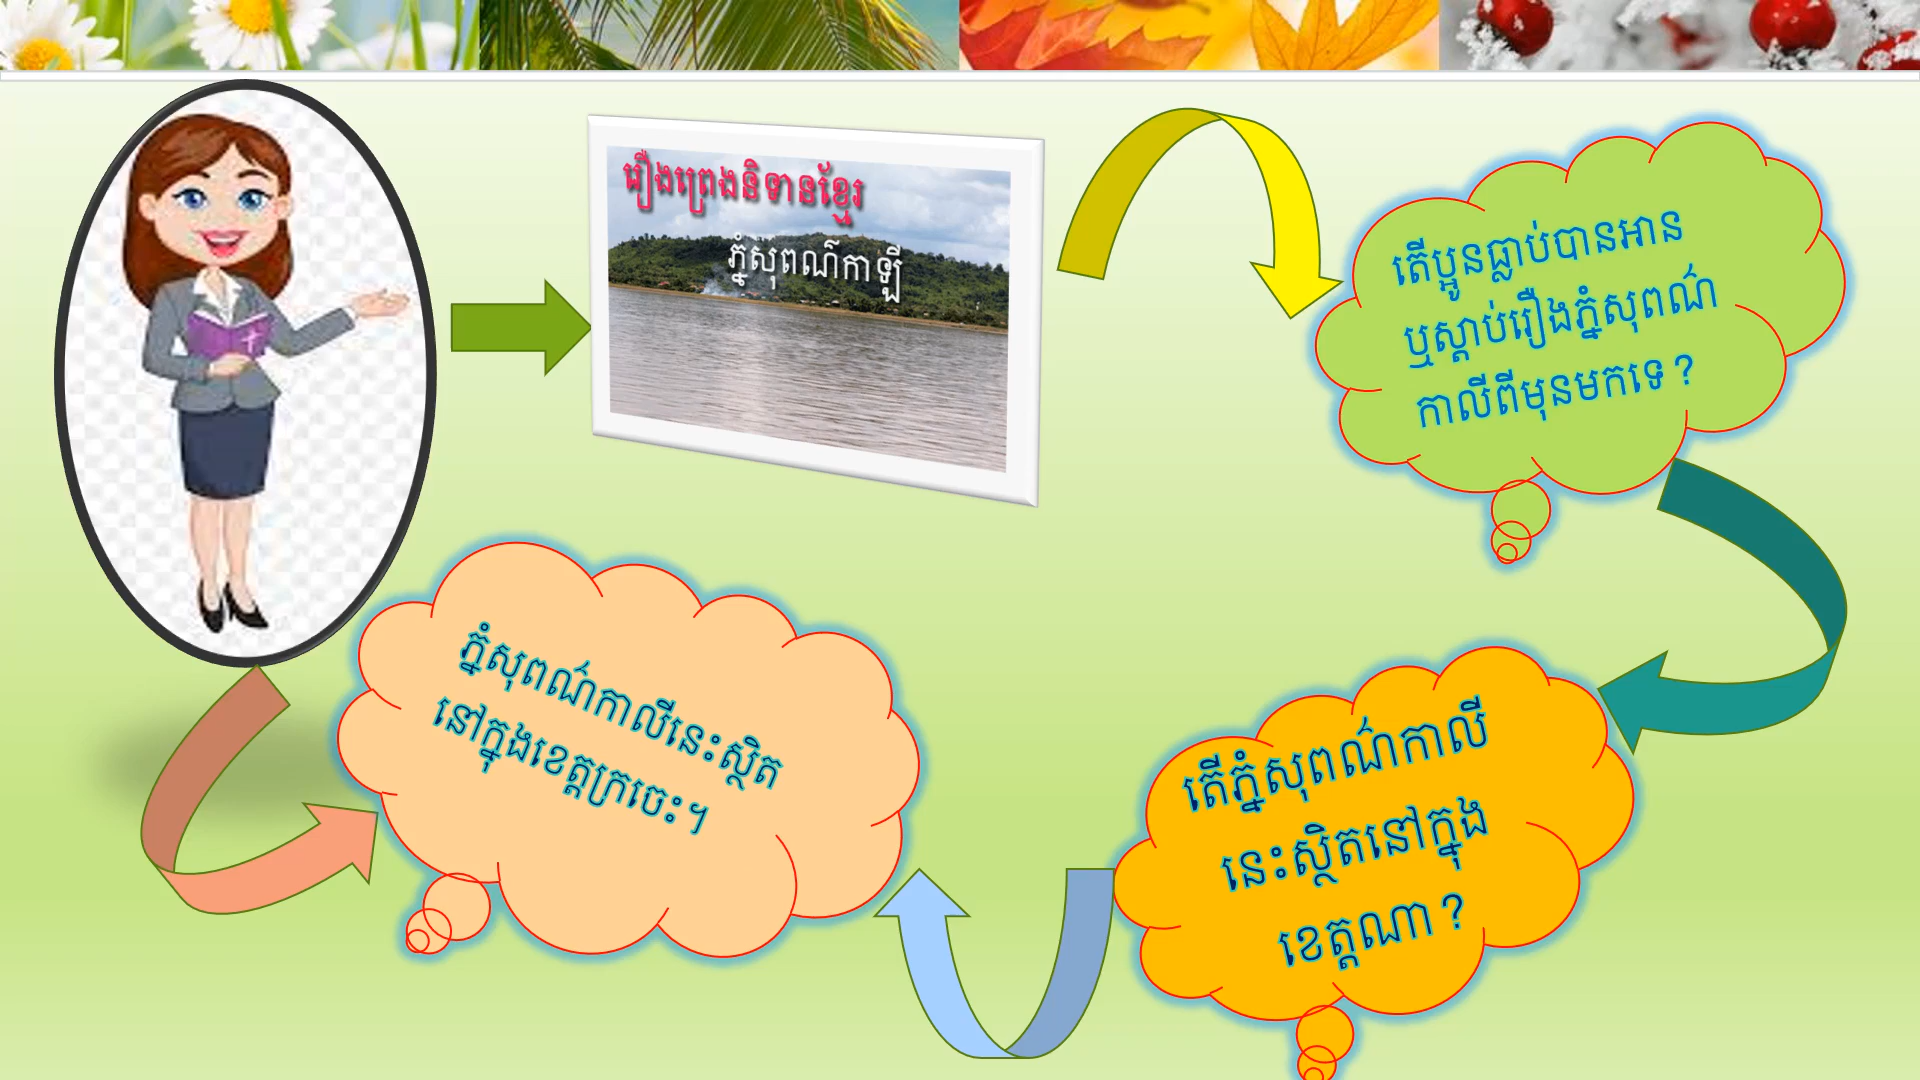 រឿងព្រេងនិទានខ្មែរ
ភ្នំសុពណ៌កាឡី
តើប្អូនធ្លាប់បានអាន
ឬស្ដាប់រឿងភ្នំសុពណ៌
កាលីពីមុនមកទេ?
តើភ្នំសុពណ៌កាលី
នេះស្ថិតនៅក្នុង
ខេត្តណា?
ភ្នំសុពណ៌កាលីនេះស្ថិត
នៅក្នុងខេត្តក្រចេះ។